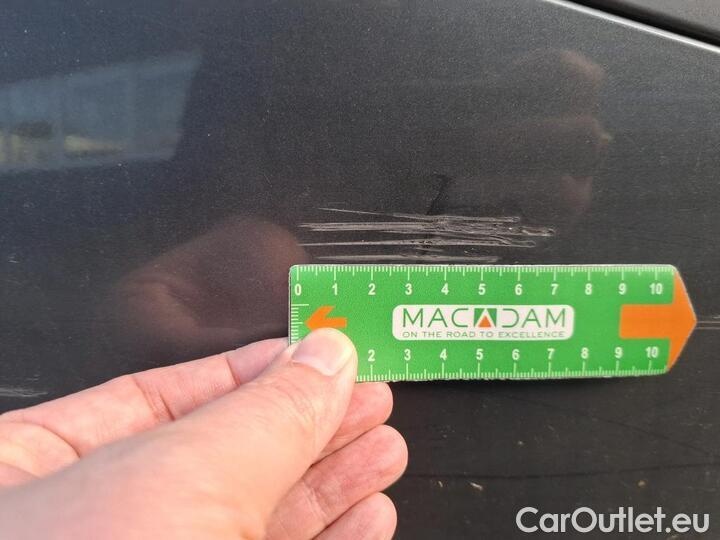 0 1 2 3 4 5 6 7 8 9 10
MACADAM
ON THE ROAD TO EXCELLENCE
2 3 4 5 6 7 8 9 10
CarOutlet.eu